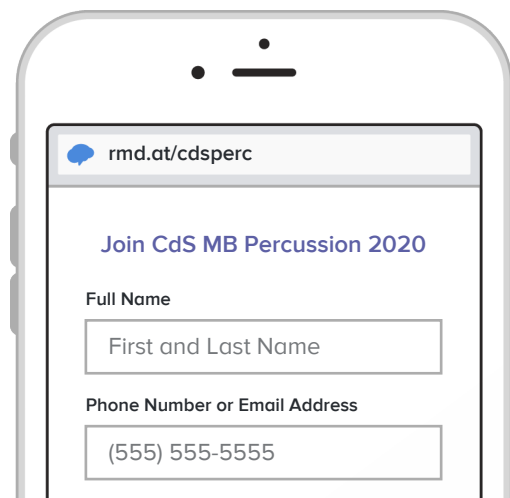 rmd.at/cdsperc
Join CdS MB Percussion 2020
Full Name
First and Last Name
Phone Number or Email Address
(555) 555-5555